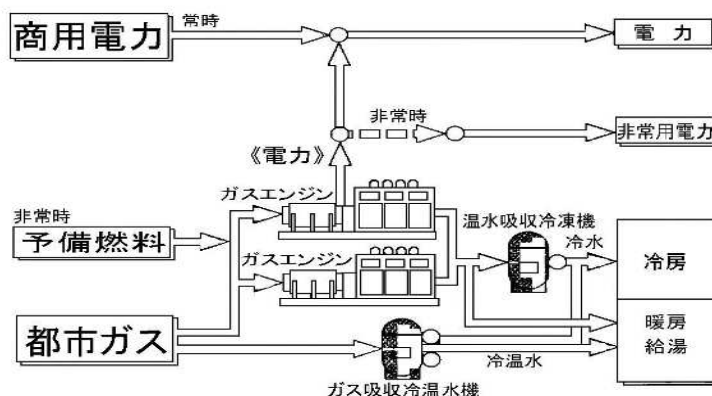 商用電力
常時
電力
非常時
非常用電力
《電力》
ガスエンジン
非常時
予備燃料
ガスエンジン
温水吸収冷凍機
冷水
冷房
都市ガス
暖房
給湯
冷温水
ガス吸収冷温水機